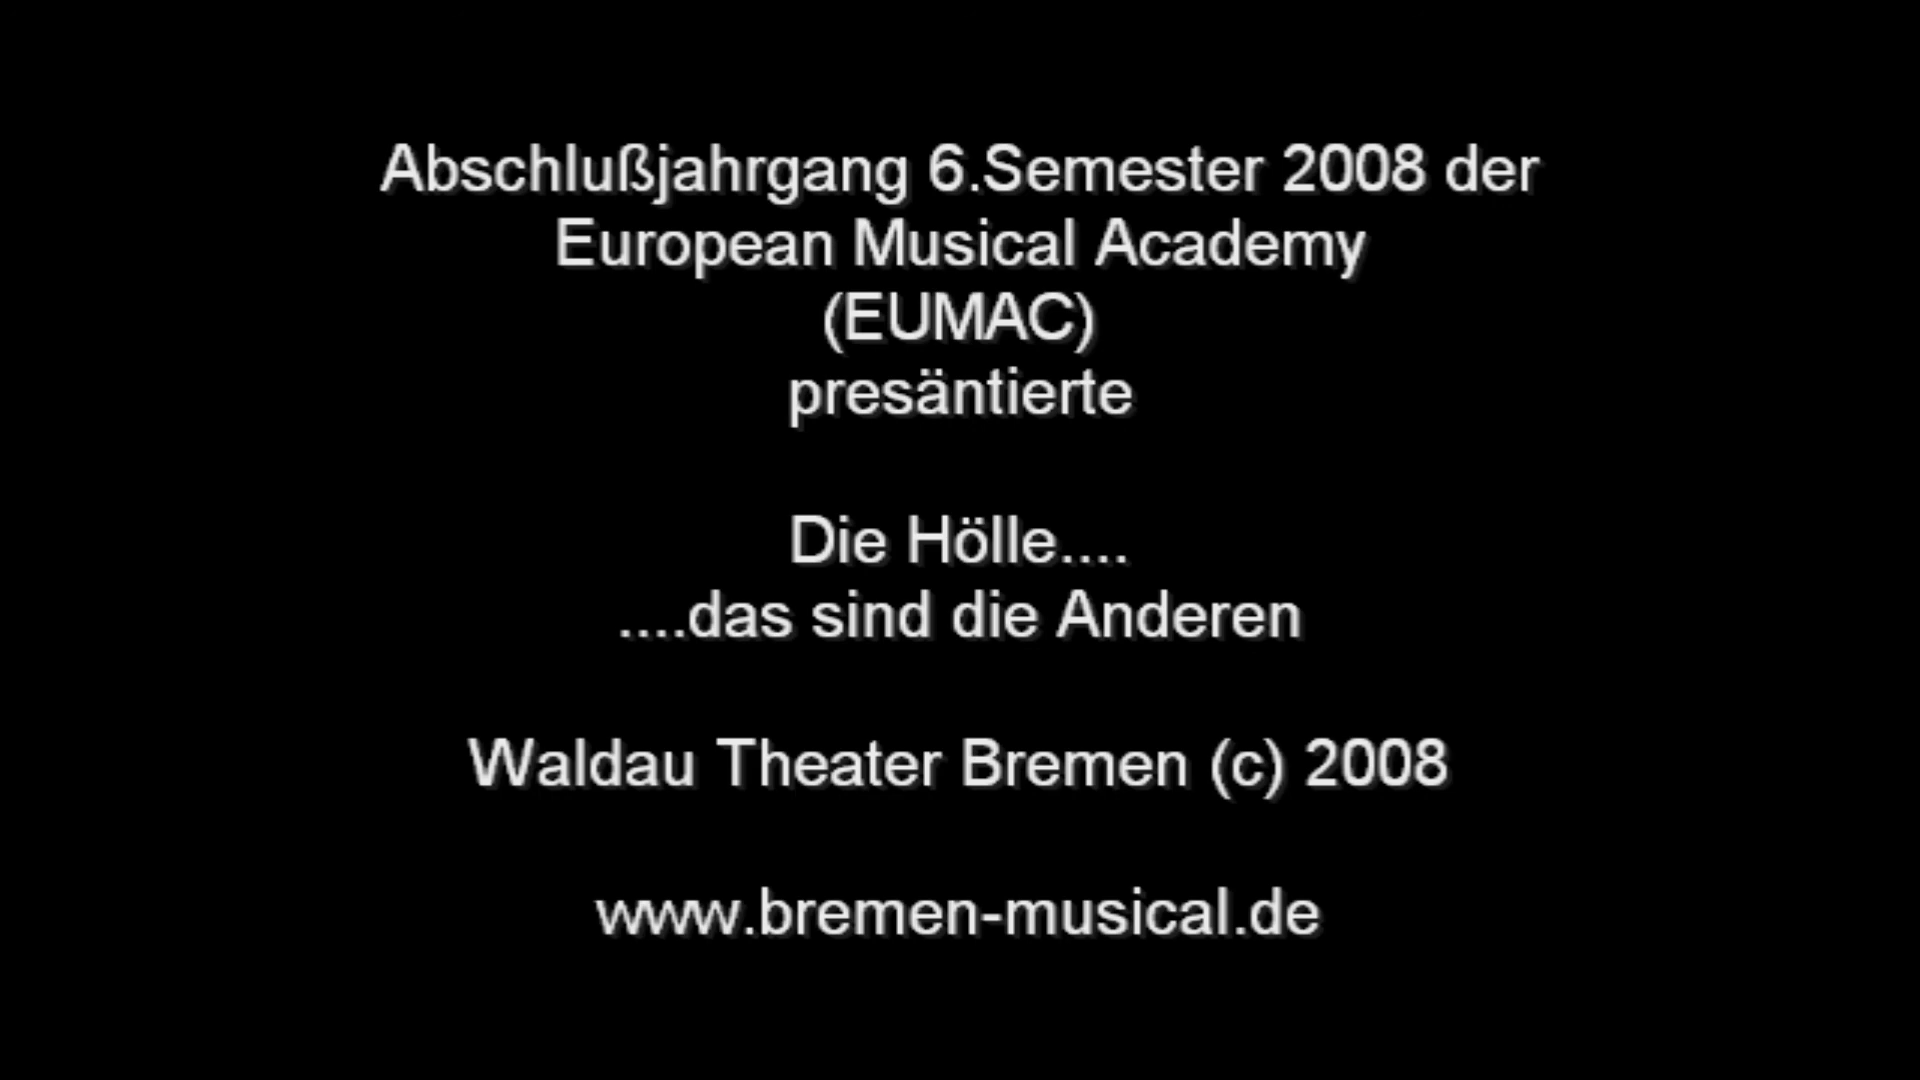 Abschlußjahrgang 6.Semester 2008 der
European Musical Academy
(EUMAC)
presäntierte
Die Hölle....
....das sind die Anderen
Waldau Theater Bremen (c) 2008
www.bremen-musical.de